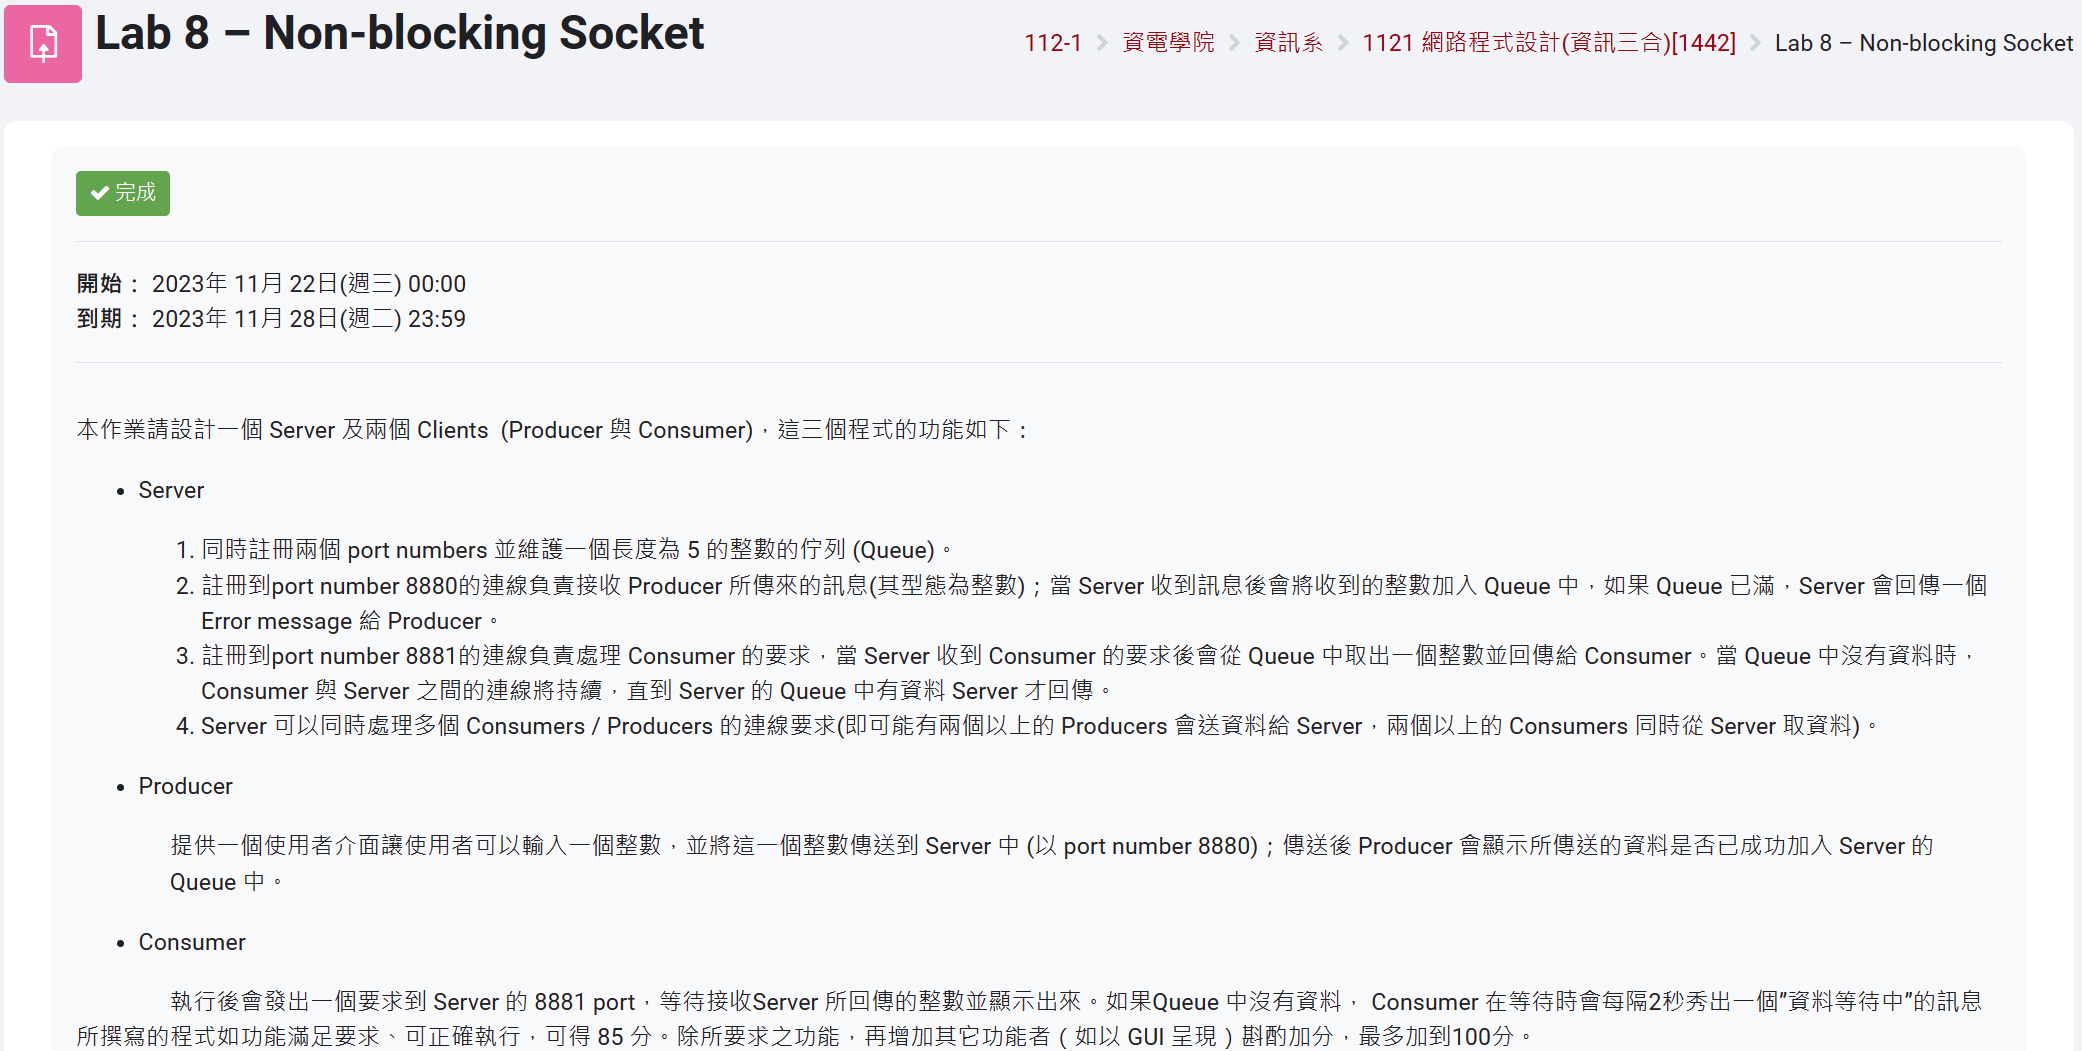 Lab 8 – Non-blocking Socket
112-1 > 資電學院 > 資訊系 > 1121 網路程式設計(資訊三合)[1442] > Lab 8 – Non-blocking Socket
完成
開始： 2023年 11月 22日(週三) 00:00
到期： 2023年 11月 28日(週二) 23:59
本作業請設計一個 Server 及兩個 Clients (Producer 與 Consumer)，這三個程式的功能如下：
• Server
1. 同時註冊兩個 port numbers 並維護一個長度為 5 的整數的佇列 (Queue)。
2. 註冊到port number 8880的連線負責接收 Producer 所傳來的訊息(其型態為整數)；當 Server 收到訊息後會將收到的整數加入 Queue 中，如果 Queue 已滿，Server 會回傳一個
Error message 給 Producer。
3. 註冊到port number 8881的連線負責處理 Consumer 的要求，當 Server 收到 Consumer 的要求後會從 Queue 中取出一個整數並回傳給 Consumer。當 Queue 中沒有資料時，
Consumer 與 Server 之間的連線將持續，直到 Server 的 Queue 中有資料 Server 才回傳。
4. Server 可以同時處理多個 Consumers / Producers 的連線要求(即可能有兩個以上的 Producers 會送資料給 Server，兩個以上的 Consumers 同時從 Server 取資料)。
• Producer
提供一個使用者介面讓使用者可以輸入一個整數，並將這一個整數傳送到 Server 中 (以 port number 8880)；傳送後 Producer 會顯示所傳送的資料是否已成功加入 Server 的
Queue 中。
• Consumer
執行後會發出一個要求到 Server 的 8881 port，等待接收Server 所回傳的整數並顯示出來。如果Queue 中沒有資料， Consumer 在等待時會每隔2秒秀出一個”資料等待中”的訊息
所撰寫的程式如功能滿足要求、可正確執行，可得 85 分。除所要求之功能，再增加其它功能者（如以 GUI 呈現）斟酌加分，最多加到100分。